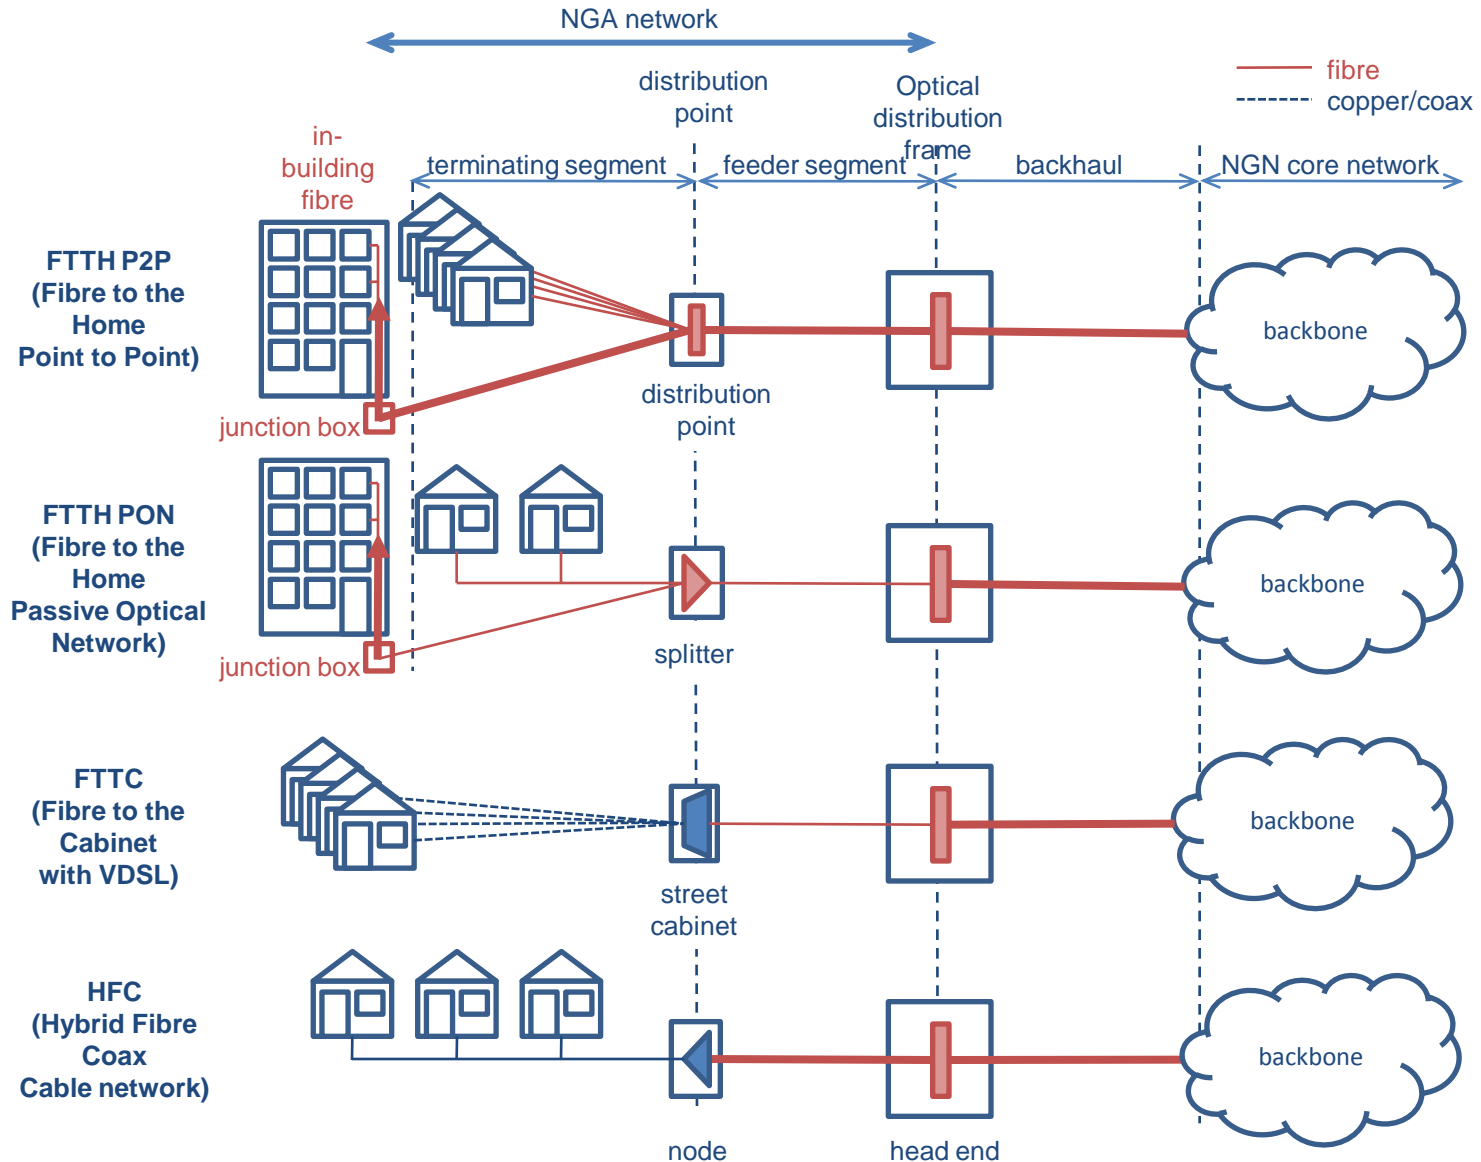 NGA network
fibre
copper/coax
distribution
point
Optical
distribution
frame
in-
building
fibre
terminating segment
feeder segment
backhaul
NGN core network
FTTH P2P
(Fibre to the
Home
Point to Point)
backbone
distribution
point
junction box
FTTH PON
(Fibre to the
Home
Passive Optical
Network)
backbone
splitter
junction box
FTTC
(Fibre to the
Cabinet
with VDSL)
backbone
street
cabinet
HFC
(Hybrid Fibre
Coax
Cable network)
backbone
node
head end